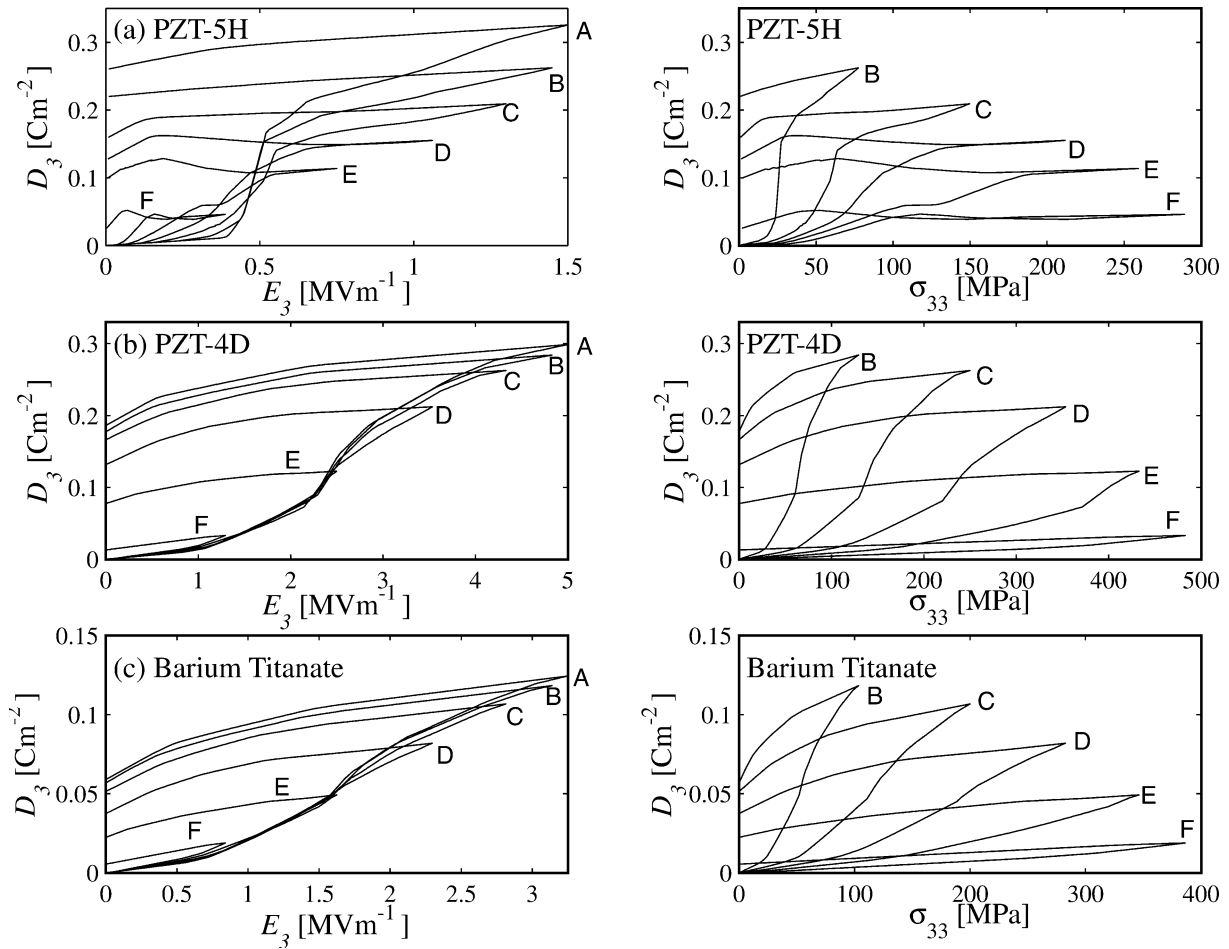 (a) PZT-5H
0.3
0.2
0.1
0
D3 [Cm-2]
A
B
C
D
E
F
0 0.5 1 1.5
E3 [MVm-1]
PZT-5H
0.3
0.2
0.1
0
D3 [Cm-2]
B
C
D
E
F
0 50 100 150 200 250 300
σ33 [MPa]
(b) PZT-4D
0.3
0.2
0.1
0
D3 [Cm-2]
A
B
C
D
E
F
0 1 2 3 4 5
E3 [MVm-1]
PZT-4D
0.3
0.2
0.1
0
D3 [Cm-2]
B
C
D
E
F
0 100 200 300 400 500
σ33 [MPa]
(c) Barium Titanate
0.15
0.1
0.05
0
D3 [Cm-2]
A
B
C
D
E
F
0 0.5 1 1.5 2 2.5 3
E3 [MVm-1]
Barium Titanate
0.15
0.1
0.05
0
D3 [Cm-2]
B
C
D
E
F
0 100 200 300 400
σ33 [MPa]